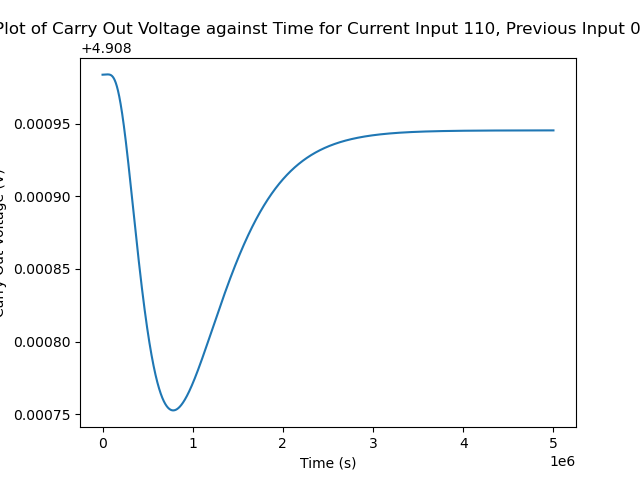 Plot of Carry Out Voltage against Time for Current Input 110, Previous Input 0
+4.908
0.00095
0.00090
0.00085
0.00080
0.00075
Carry Out Voltage (V)
0 1 2 3 4 5
1e6
Time (s)